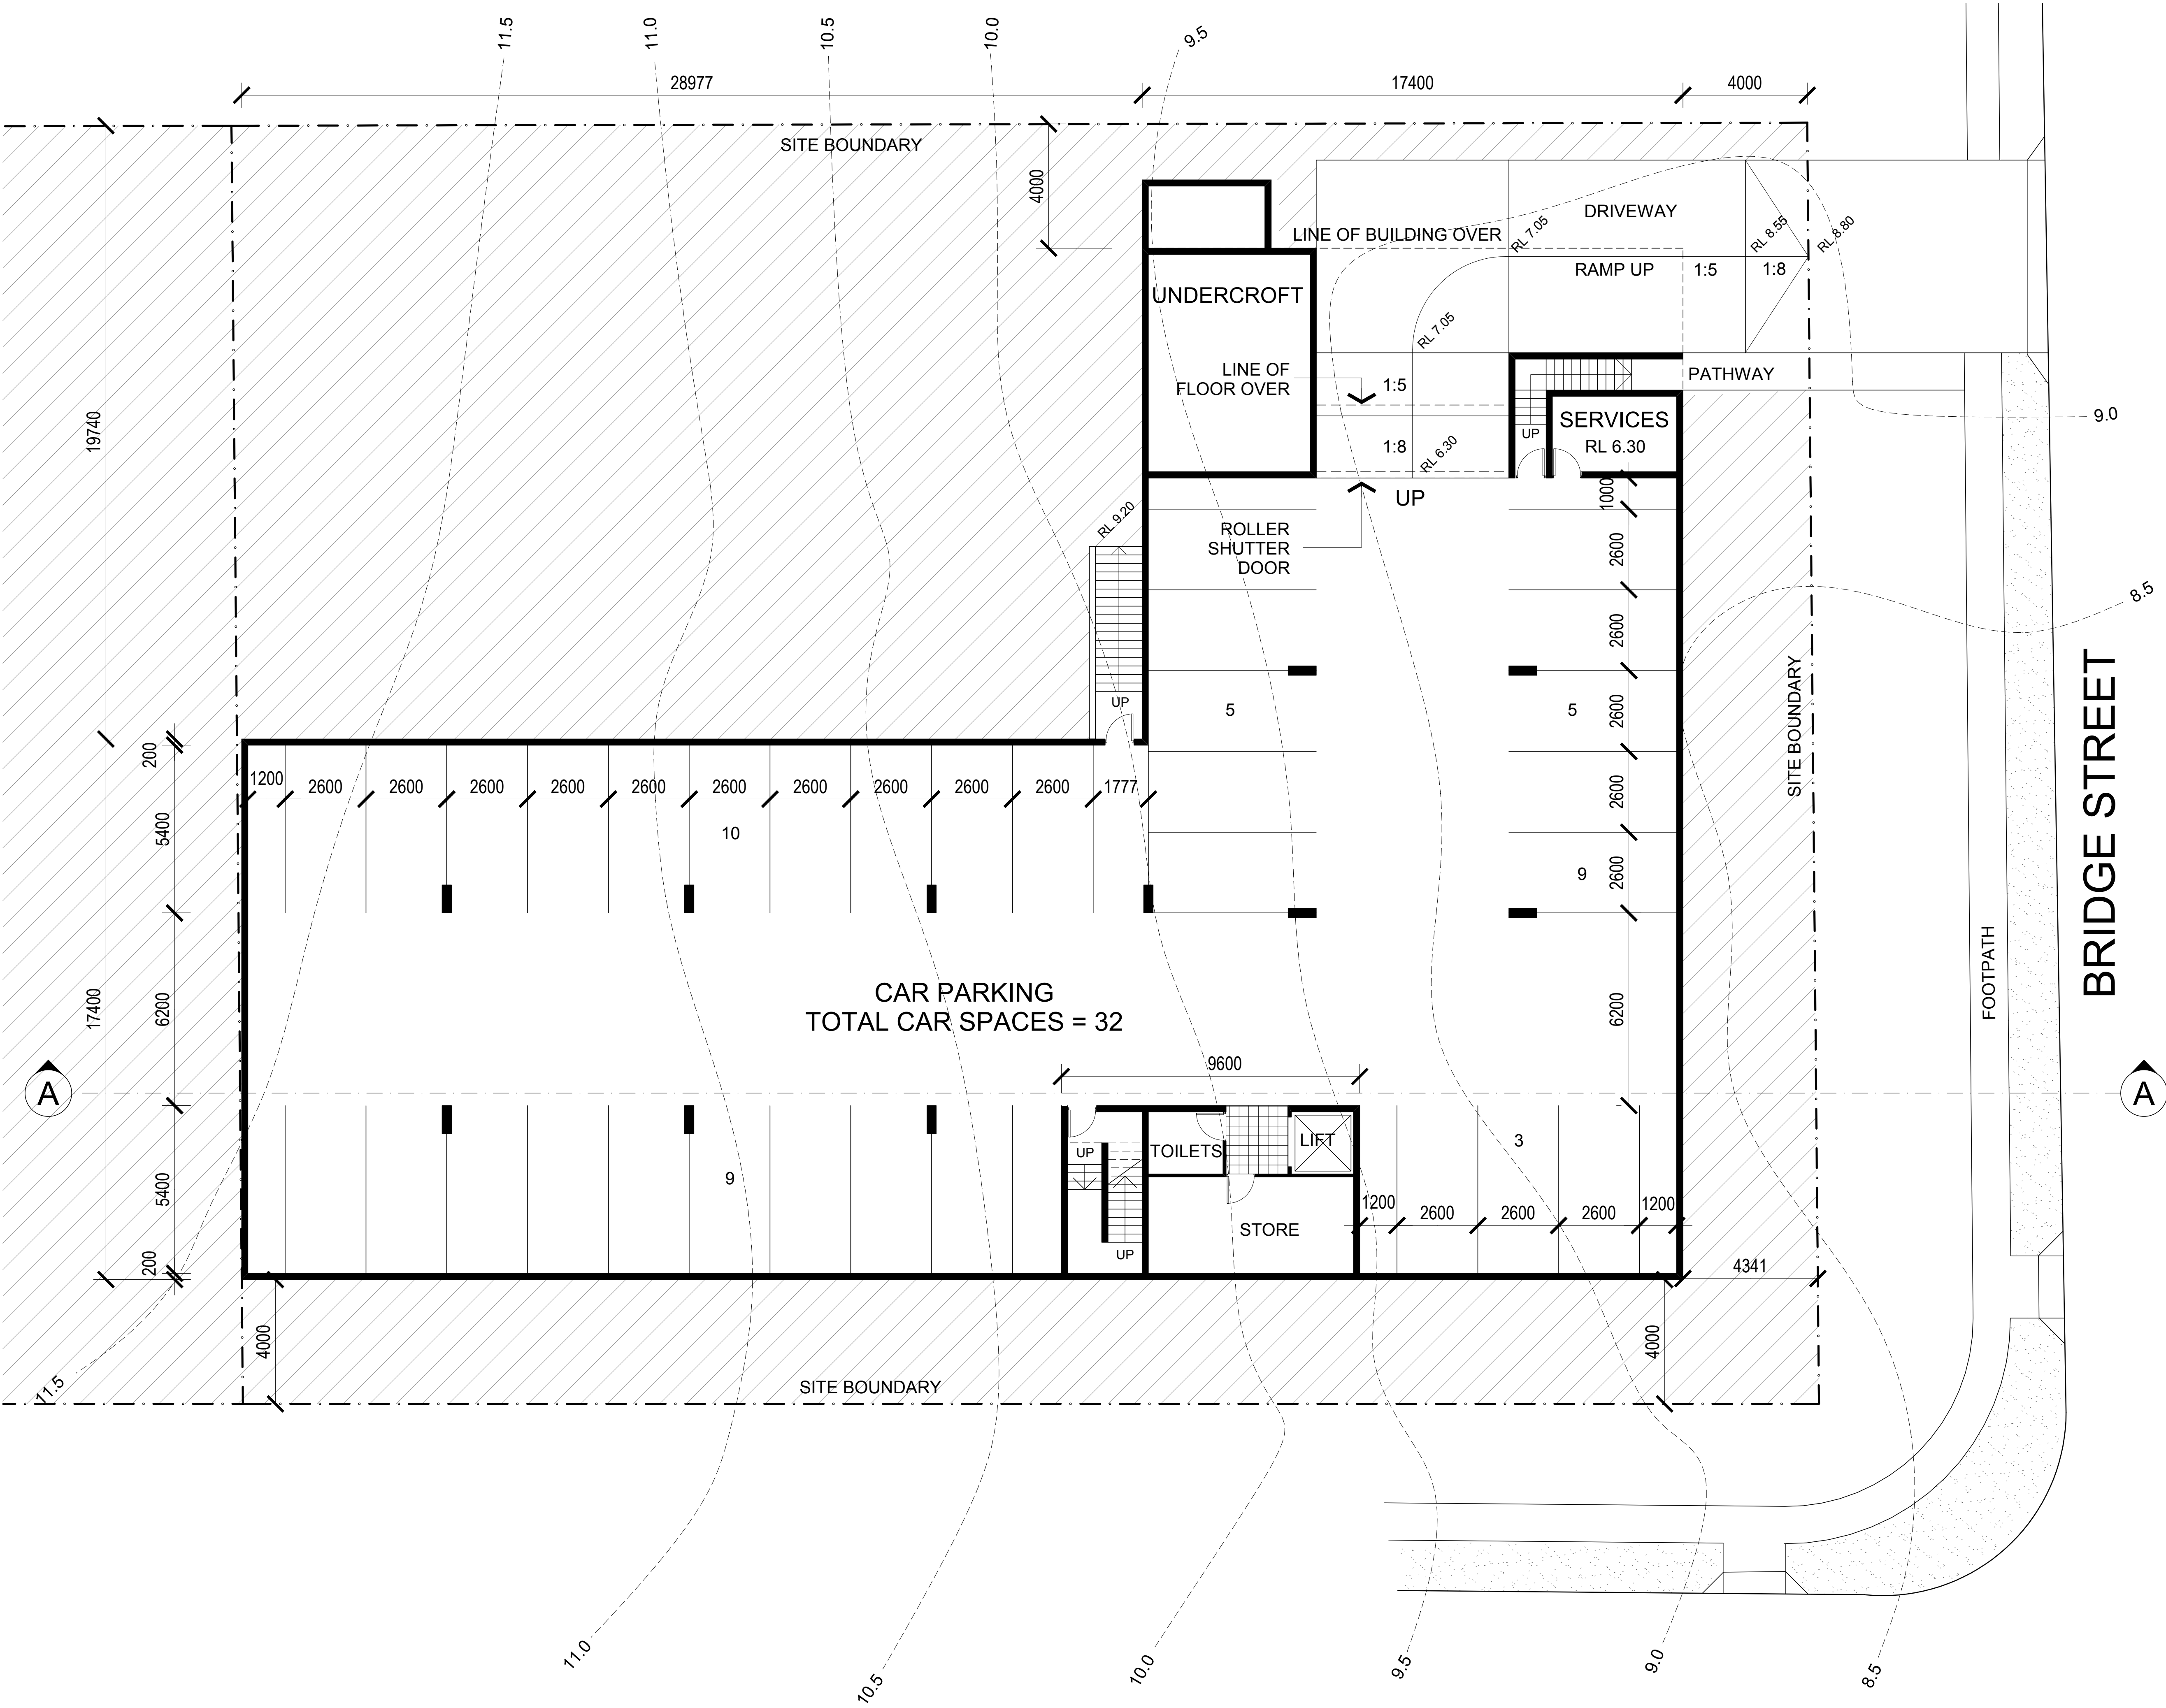 11.5
11.0
10.5
10.0
9.5
28977
17400
4000
SITE BOUNDARY
4000
DRIVEWAY
LINE OF BUILDING OVER
RL 7.05
RL 8.55
RL 8.80
RAMP UP
1:5
1:8
UNDERCROFT
RL 7.05
LINE OF
FLOOR OVER
1:5
PATHWAY
9.0
19740
SERVICES
RL 6.30
UP
1:8
RL 6.30
1000
UP
RL 9.20
ROLLER
SHUTTER
DOOR
2600
8.5
2600
SITE BOUNDARY
BRIDGE STREET
UP
5
5
2600
200
1200
2600
2600
2600
2600
2600
2600
2600
2600
2600
2600
1777
2600
5400
10
9
2600
FOOTPATH
CAR PARKING
TOTAL CAR SPACES = 32
17400
6200
6200
9600
A
A
UP
TOILETS
LIFT
3
9
5400
1200
2600
2600
2600
1200
STORE
UP
200
4341
4000
4000
11.5
SITE BOUNDARY
11.0
10.5
10.0
9.5
9.0
8.5